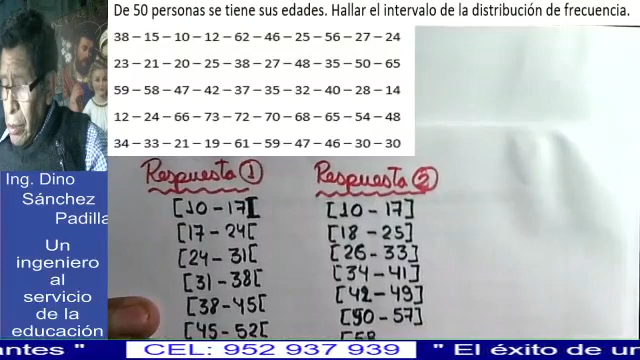 De 50 personas se tiene sus edades. Hallar el intervalo de la distribución de frecuencia.
38 – 15 – 10 – 12 – 62 – 46 – 25 – 56 – 27 – 24
23 – 21 – 20 – 25 – 38 – 27 – 48 – 35 – 50 – 65
59 – 58 – 47 – 42 – 37 – 35 – 32 – 40 – 28 – 14
12 – 24 – 66 – 73 – 72 – 70 – 68 – 65 – 54 – 48
34 – 33 – 21 – 19 – 61 – 59 – 47 – 46 – 30 – 30
Respuesta 1
[10 - 17[
[17 - 24[
[24 - 31[
[31 - 38[
[38 - 45[
[45 - 52[
Respuesta 2
[10 - 17]
[18 - 25]
[26 - 33]
[34 - 41]
[42 - 49]
[50 - 57]
[58
Ing. Dino
Sánchez
Padilla
Un
ingeniero
al
servicio
de la
educación
antes " CEL: 952 937 939 " El éxito de un